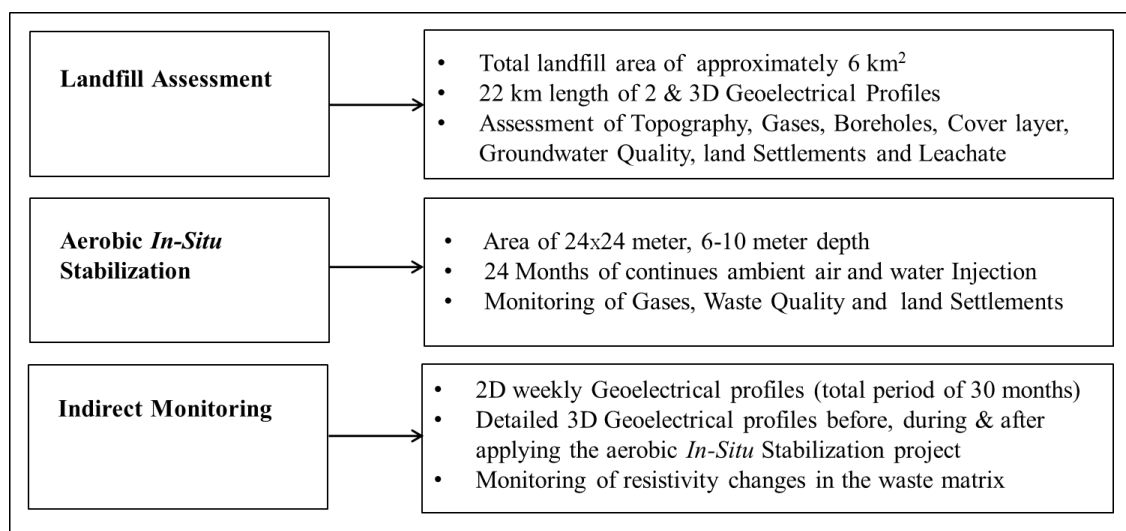 Landfill Assessment
• Total landfill area of approximately 6 km²
• 22 km length of 2 & 3D Geoelectrical Profiles
• Assessment of Topography, Gases, Boreholes, Cover layer,
Groundwater Quality, land Settlements and Leachate
Aerobic In-Situ
Stabilization
• Area of 24x24 meter, 6-10 meter depth
• 24 Months of continues ambient air and water Injection
• Monitoring of Gases, Waste Quality and land Settlements
Indirect Monitoring
• 2D weekly Geoelectrical profiles (total period of 30 months)
• Detailed 3D Geoelectrical profiles before, during & after
applying the aerobic In-Situ Stabilization project
• Monitoring of resistivity changes in the waste matrix